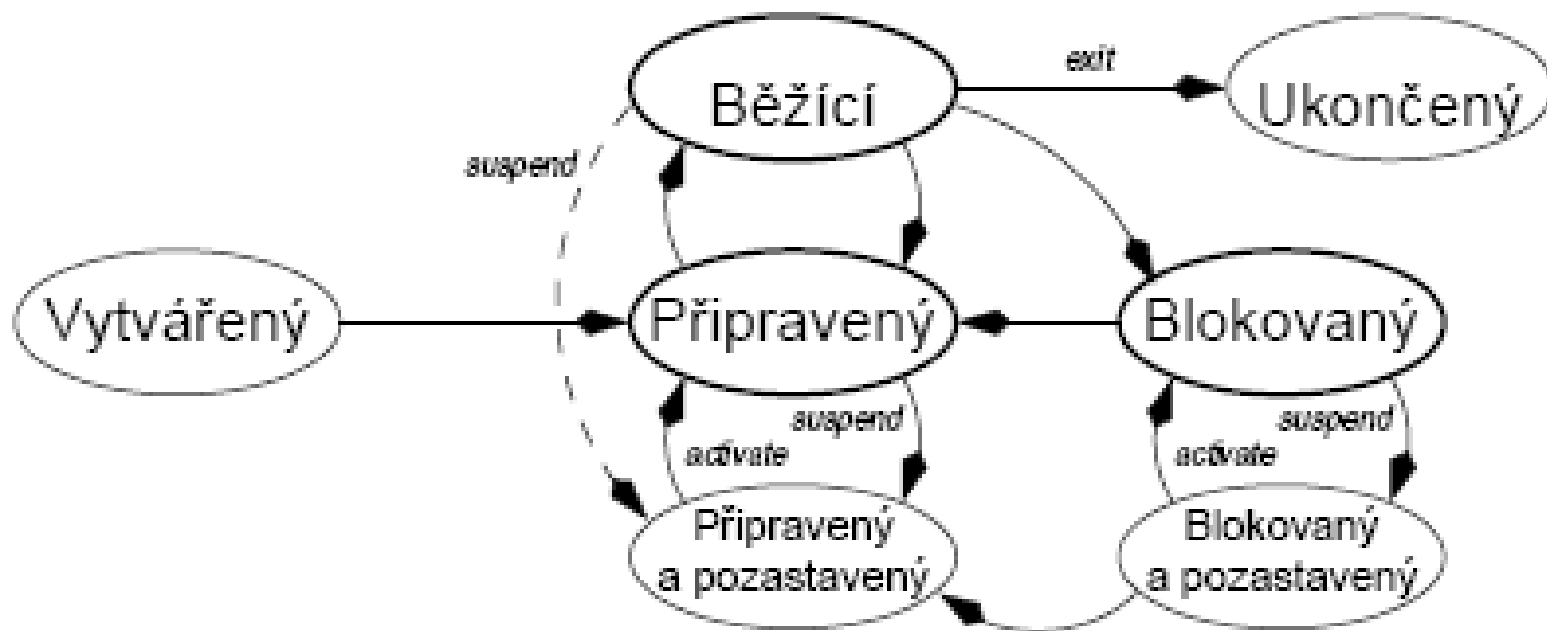 exit
Běžící
Ukončený
suspend
Vytvářený
Připravený
Blokovaný
suspend
activate
suspend
activate
Připravený
a pozastavený
Blokovaný
a pozastavený